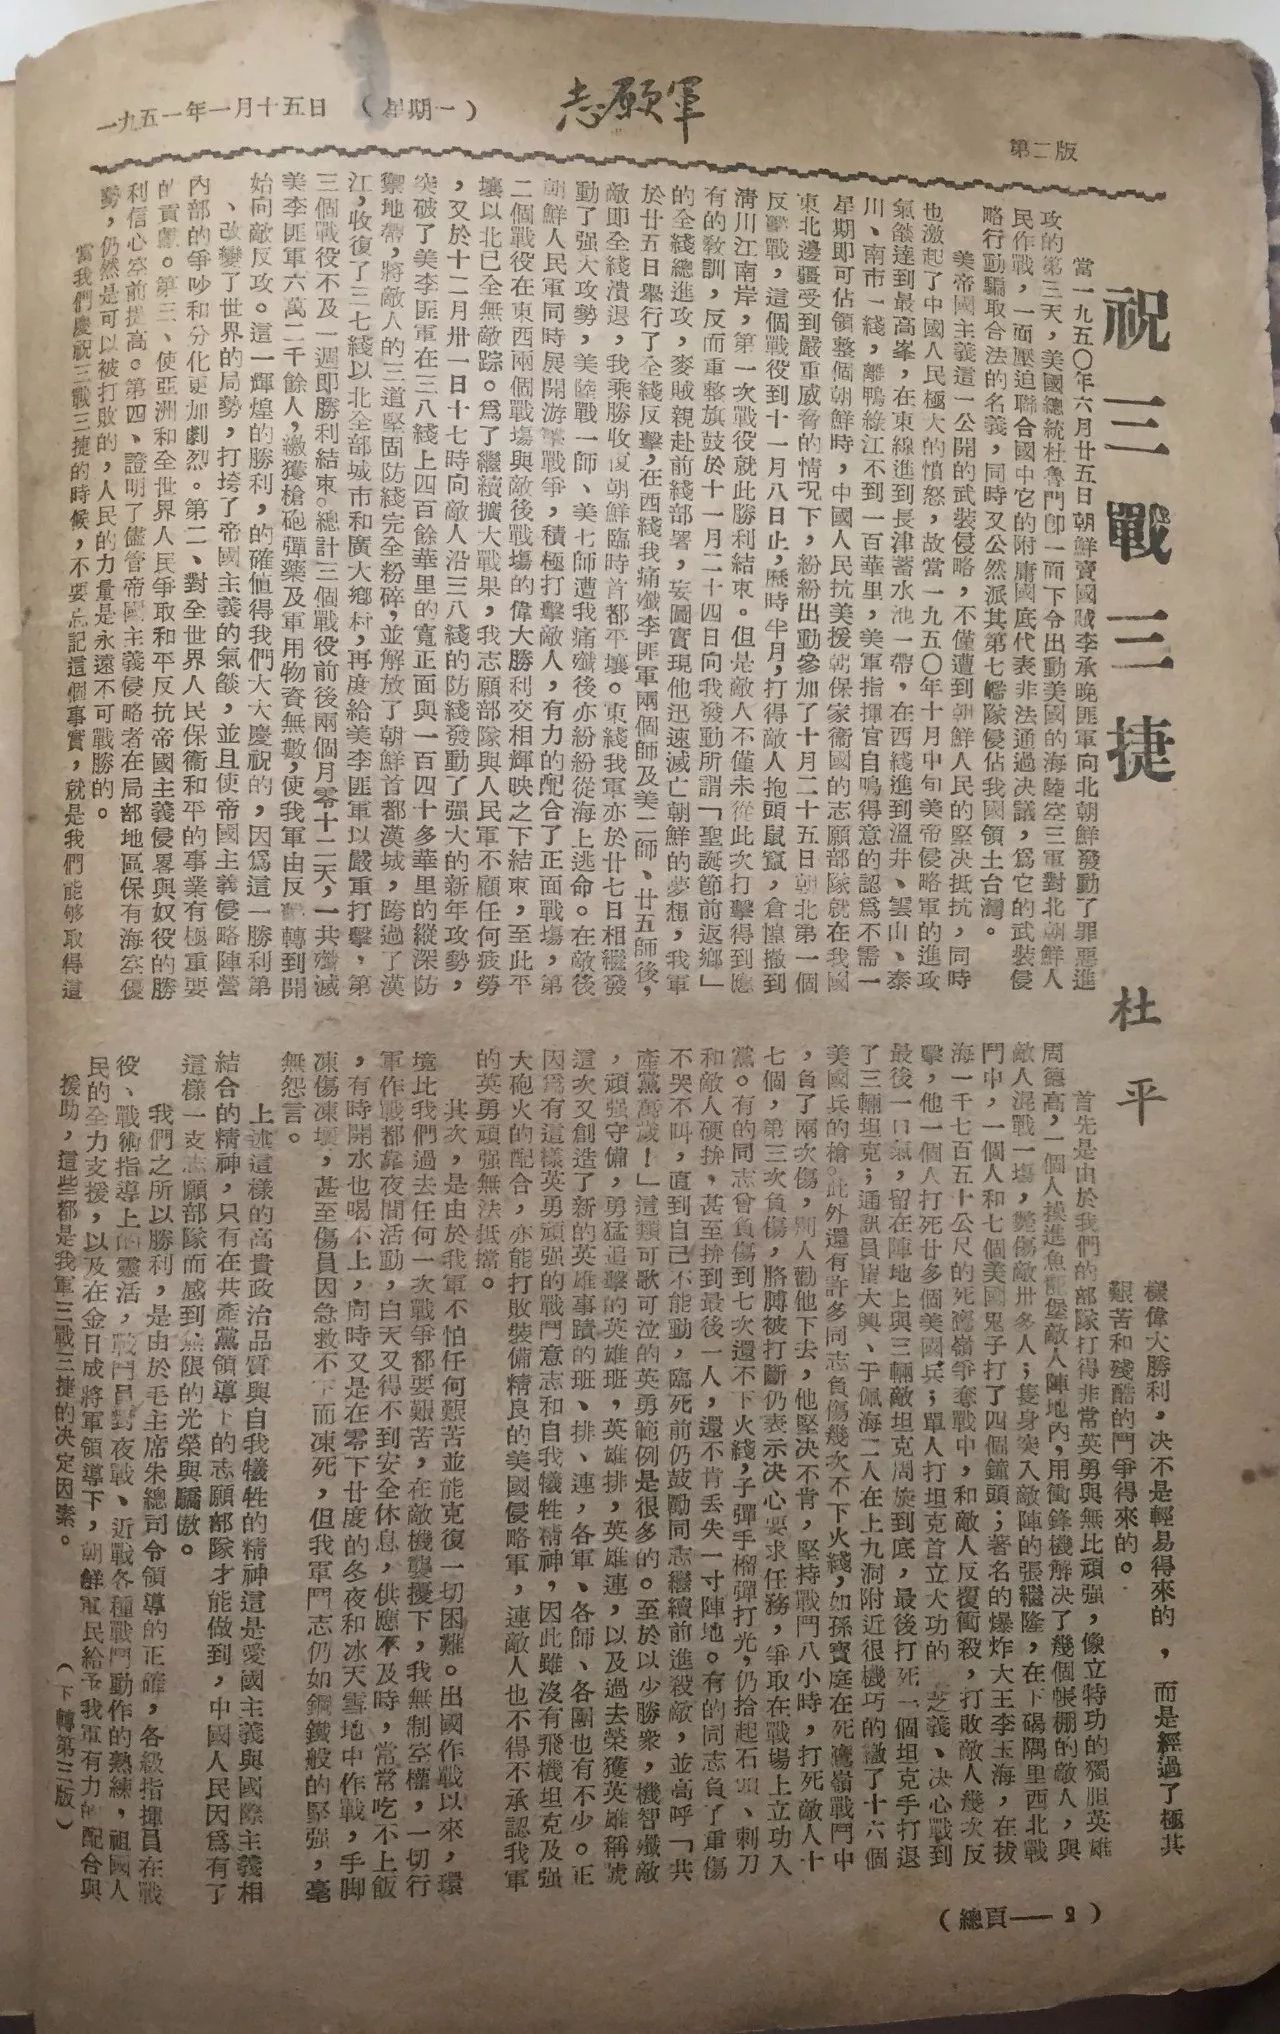 一九五一年一月十五日 （星期一）
志願軍
第二版
祝三戰三捷
杜平
當一九五〇年六月廿五日朝鮮賣國賊李承晚匪軍向北朝鮮發動了罪惡進
攻的第三天，美國總統杜魯門卽一面下令出動美國的海陸空三軍對北朝鮮人
民作戰，一面壓迫聯合國中它的附庸國底代表非法通過决議，爲它的武裝侵
略行動騙取合法的名義，同時又公然派其第七艦隊侵佔我國領土台灣。
美帝國主義這一公開的武裝侵略，不僅遭到朝鮮人民的堅决抵抗，同時
也激起了中國人民極大的憤怒，故當一九五〇年十月中旬美帝侵略軍的進攻
氣燄達到最高峯，在東線進到長津蓄水池一帶，在西綫進到溫井、雲山、泰
川、南市一綫，離鴨綠江不到一百華里，美軍指揮官自鳴得意的認爲不需一
星期卽可佔領整個朝鮮時，中國人民抗美援朝保家衞國的志願部隊就在我國
東北邊疆受到嚴重威脅的情况下，紛紛出動參加了十月二十五日朝北第一個
反擊戰，這個戰役到十一月八日止，歷時半月，打得敵人抱頭鼠竄，倉惶撤到
淸川江南岸，第一次戰役就此勝利結束。但是敵人不僅未從此次打擊得到應
有的敎訓，反而重整旗鼓於十一月二十四日向我發動所謂「聖誕節前返鄉」
的全綫總進攻，麥賊親赴前綫部署，妄圖實現他迅速滅亡朝鮮的夢想，我軍
於廿五日舉行了全綫反擊，在西綫我痛殲李匪軍兩個師及美二師、廿五師後，
敵卽全綫潰退，我乘勝收復朝鮮臨時首都平壤。東綫我軍亦於廿七日相繼發
動了强大攻勢，美陸戰一師、美七師遭我痛殲後亦紛紛從海上逃命。在敵後
朝鮮人民軍同時展開游擊戰爭，積極打擊敵人，有力的配合了正面戰塲，第
二個戰役在東西兩個戰塲與敵後戰塲的偉大勝利交相輝映之下結束，至此平
壤以北已全無敵踪。爲了繼續擴大戰果，我志願部隊與人民軍不顧任何疲勞
，又於十二月卅一日十七時向敵人沿三八綫的防綫發動了强大的新年攻勢，
突破了美李匪軍在三八綫上四百餘華里的寬正面與一百四十多華里的縱深防
禦地帶，將敵人的三道堅固防綫完全粉碎，並解放了朝鮮首都漢城，跨過了漢
江，收復了三七綫以北全部城市和廣大鄉村，再度給美李匪軍以嚴重打擊，第
三個戰役不及一週卽勝利結束。總計三個戰役前後兩個月零十二天，一共殲滅
美李匪軍六萬二千餘人，繳獲槍砲彈藥及軍用物資無數，使我軍由反擊轉到開
始向敵反攻。這一輝煌的勝利，的確值得我們大大慶祝的，因爲這一勝利第
一、改變了世界的局勢，打垮了帝國主義的氣燄，並且使帝國主義侵略陣營
內部的爭吵和分化更加劇烈。第二、對全世界人民保衞和平的事業有極重要
的貢獻。第三、使亞洲和全世界人民爭取和平反抗帝國主義侵畧與奴役的勝
利信心空前提高。第四、證明了儘管帝國主義侵略者在局部地區保有海空優
勢，仍然是可以被打敗的，人民的力量是永遠不可戰勝的。
當我們慶祝三戰三捷的時候，不要忘記這個事實，就是我們能够取得這
樣偉大勝利，决不是輕易得來的，而是經過了極其
艱苦和殘酷的鬥爭得來的。
首先是由於我們的部隊打得非常英勇與無比頑强，像立特功的獨胆英雄
周德高，一個人摸進魚龍堡敵人陣地內，用衝鋒機解决了幾個帳棚的敵人，與
敵人混戰一塲，斃傷敵卅多人；隻身突入敵陣的張繼隆，在下碣隅里西北戰
鬥中，一個人和七個美國鬼子打了四個鐘頭；著名的爆炸大王李玉海，在拔
海一千七百五十公尺的死鷹嶺爭奪戰中，和敵人反覆衝殺，打敗敵人幾次反
擊，他一個人打死廿多個美國兵；單人打坦克首立大功的 芝義、决心戰到
最後一口氣，留在陣地上與三輛敵坦克周旋到底，最後打死一個坦克手打退
了三輛坦克；通訊員崔大興、于佩海二人在上九洞附近很機巧的繳了十六個
美國兵的槍。此外還有許多同志負傷幾次不下火綫，如孫寶庭在死鷹嶺戰鬥中
，負了兩次傷，別人勸他下去，他堅决不肯，堅持戰鬥八小時，打死敵人十
七個，第三次負傷，胳膊被打斷仍表示决心要求任務，爭取在戰場上立功入
黨。有的同志曾負傷到七次還不下火綫，子彈手榴彈打光，仍拾起石頭、刺刀
和敵人硬拚，甚至拚到最後一人，還不肯丢失一寸陣地。有的同志負了重傷
不哭不叫，直到自己不能動，臨死前仍鼓勵同志繼續前進殺敵，並高呼「共
產黨萬歲！」這類可歌可泣的英勇範例是很多的。至於以少勝衆，機智殲敵
，頑强守備，勇猛追擊的英雄班，英雄排，英雄連，以及過去榮獲英雄稱號
這次又創造了新的英雄事蹟的班、排、連，各軍、各師、各團也有不少。正
因爲有這樣英勇頑强的戰鬥意志和自我犧牲精神，因此雖沒有飛機坦克及强
大砲火的配合，亦能打敗裝備精良的美國侵略軍，連敵人也不得不承認我軍
的英勇頑强無法抵擋。
其次，是由於我軍不怕任何艱苦並能克復一切困難。出國作戰以來，環
境比我們過去任何一次戰爭都要艱苦，在敵機襲擾下，我無制空權，一切行
軍作戰都靠夜間活動，白天又得不到安全休息，供應不及時，常常吃不上飯
，有時開水也喝不上，同時又是在零下廿度的冬夜和冰天雪地中作戰，手脚
凍傷凍壞，甚至傷員因急救不下而凍死，但我軍鬥志仍如鋼鐵般的堅强，毫
無怨言。
上述這樣的高貴政治品質與自我犧牲的精神這是愛國主義與國際主義相
結合的精神，只有在共產黨領導下的志願部隊才能做到，中國人民因爲有了
這樣一支志願部隊而感到無限的光榮與驕傲。
我們之所以勝利，是由於毛主席朱總司令領導的正確，各級指揮員在戰
役、戰術指導上的靈活，戰鬥員對夜戰、近戰各種戰鬥動作的熟練，祖國人
民的全力支援，以及在金日成將軍領導下，朝鮮軍民給予我軍有力的配合與
援助，這些都是我軍三戰三捷的决定因素。
（下轉第三版）
（總頁——2）